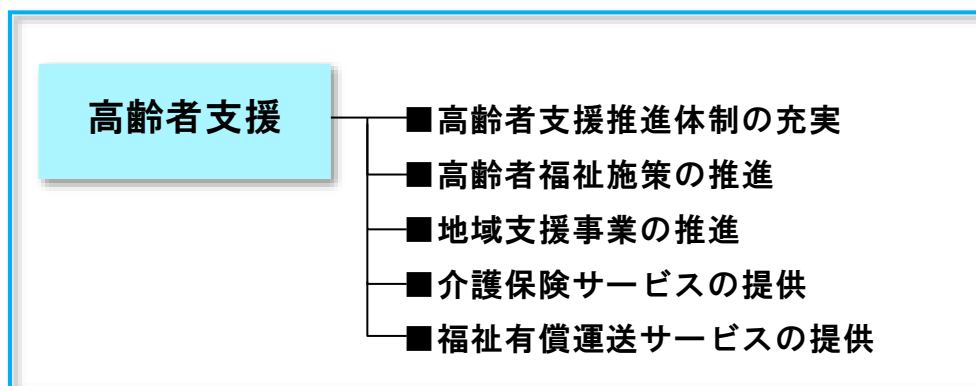 高齢者支援
■高齢者支援推進体制の充実
■高齢者福祉施策の推進
■地域支援事業の推進
■介護保険サービスの提供
■福祉有償運送サービスの提供